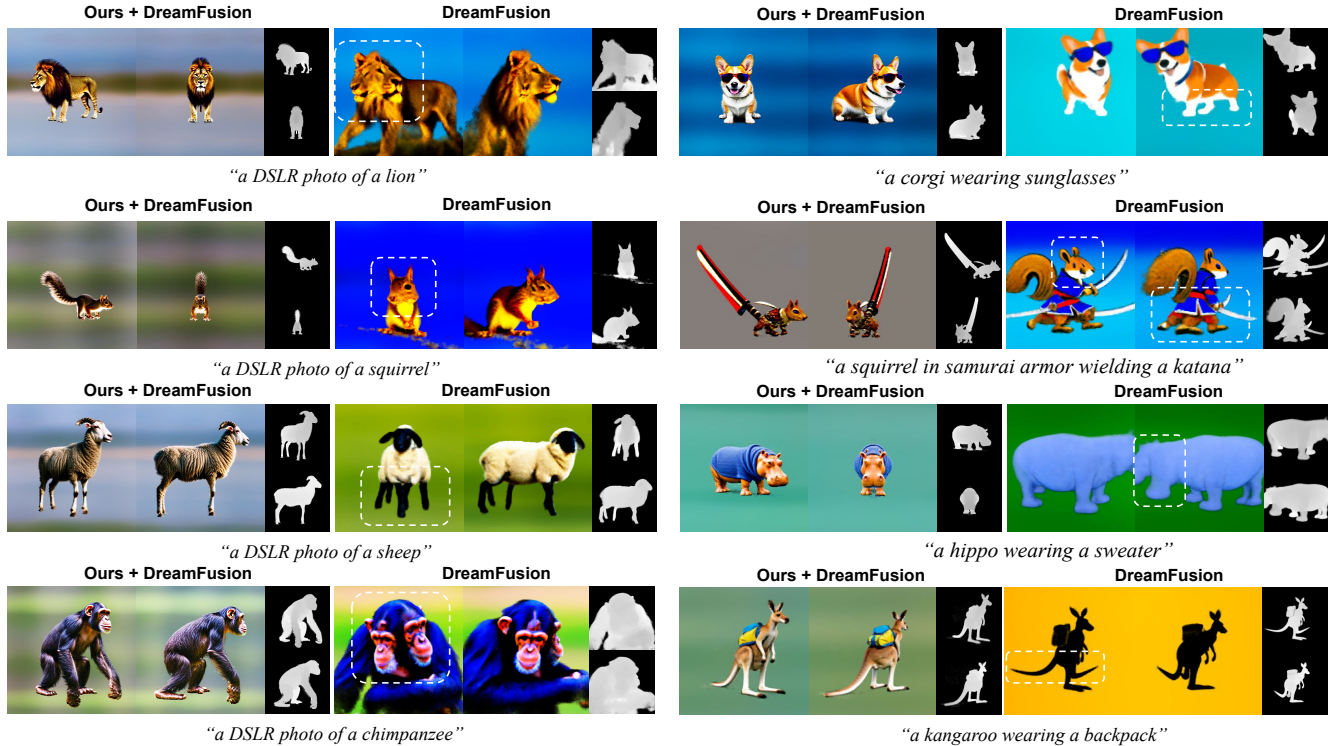 Ours + DreamFusion
DreamFusion
Ours + DreamFusion
DreamFusion
“a DSLR photo of a lion”
“a corgi wearing sunglasses”
Ours + DreamFusion
DreamFusion
Ours + DreamFusion
DreamFusion
“a DSLR photo of a squirrel”
“a squirrel in samurai armor wielding a katana”
Ours + DreamFusion
DreamFusion
Ours + DreamFusion
DreamFusion
“a DSLR photo of a sheep”
“a hippo wearing a sweater”
Ours + DreamFusion
DreamFusion
Ours + DreamFusion
DreamFusion
“a DSLR photo of a chimpanzee”
“a kangaroo wearing a backpack”